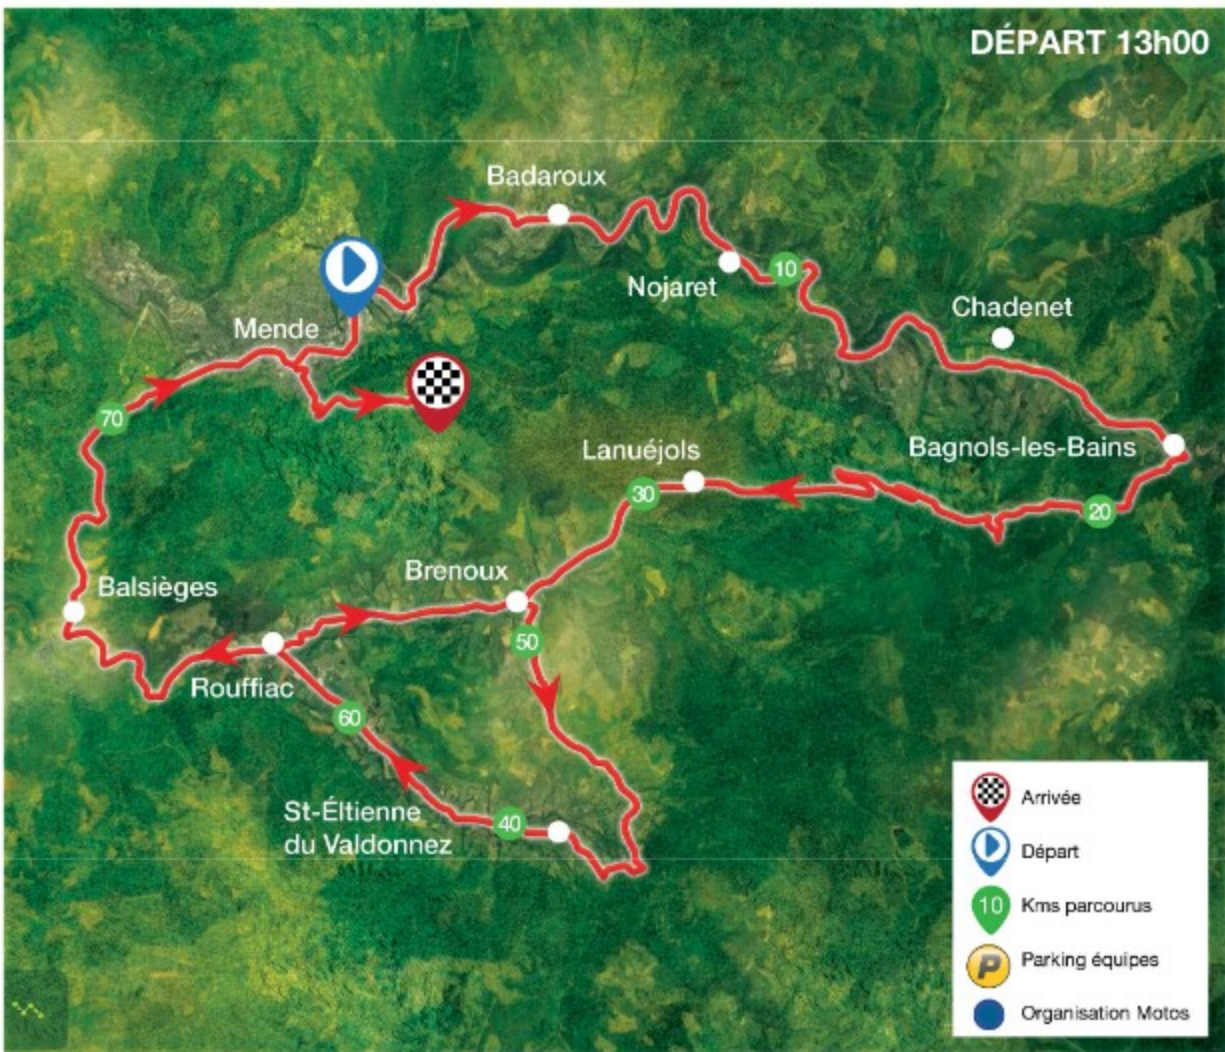 DÉPART 13h00
Badaroux
Nojaret
10
Chadenet
Mende
70
Lanuéjols
Bagnols-les-Bains
30
20
Brenoux
Balsièges
50
Rouffiac
60
St-Éltienne
du Valdonnez
40
Arrivée
Départ
10 Kms parcourus
P Parking équipes
Organisation Motos